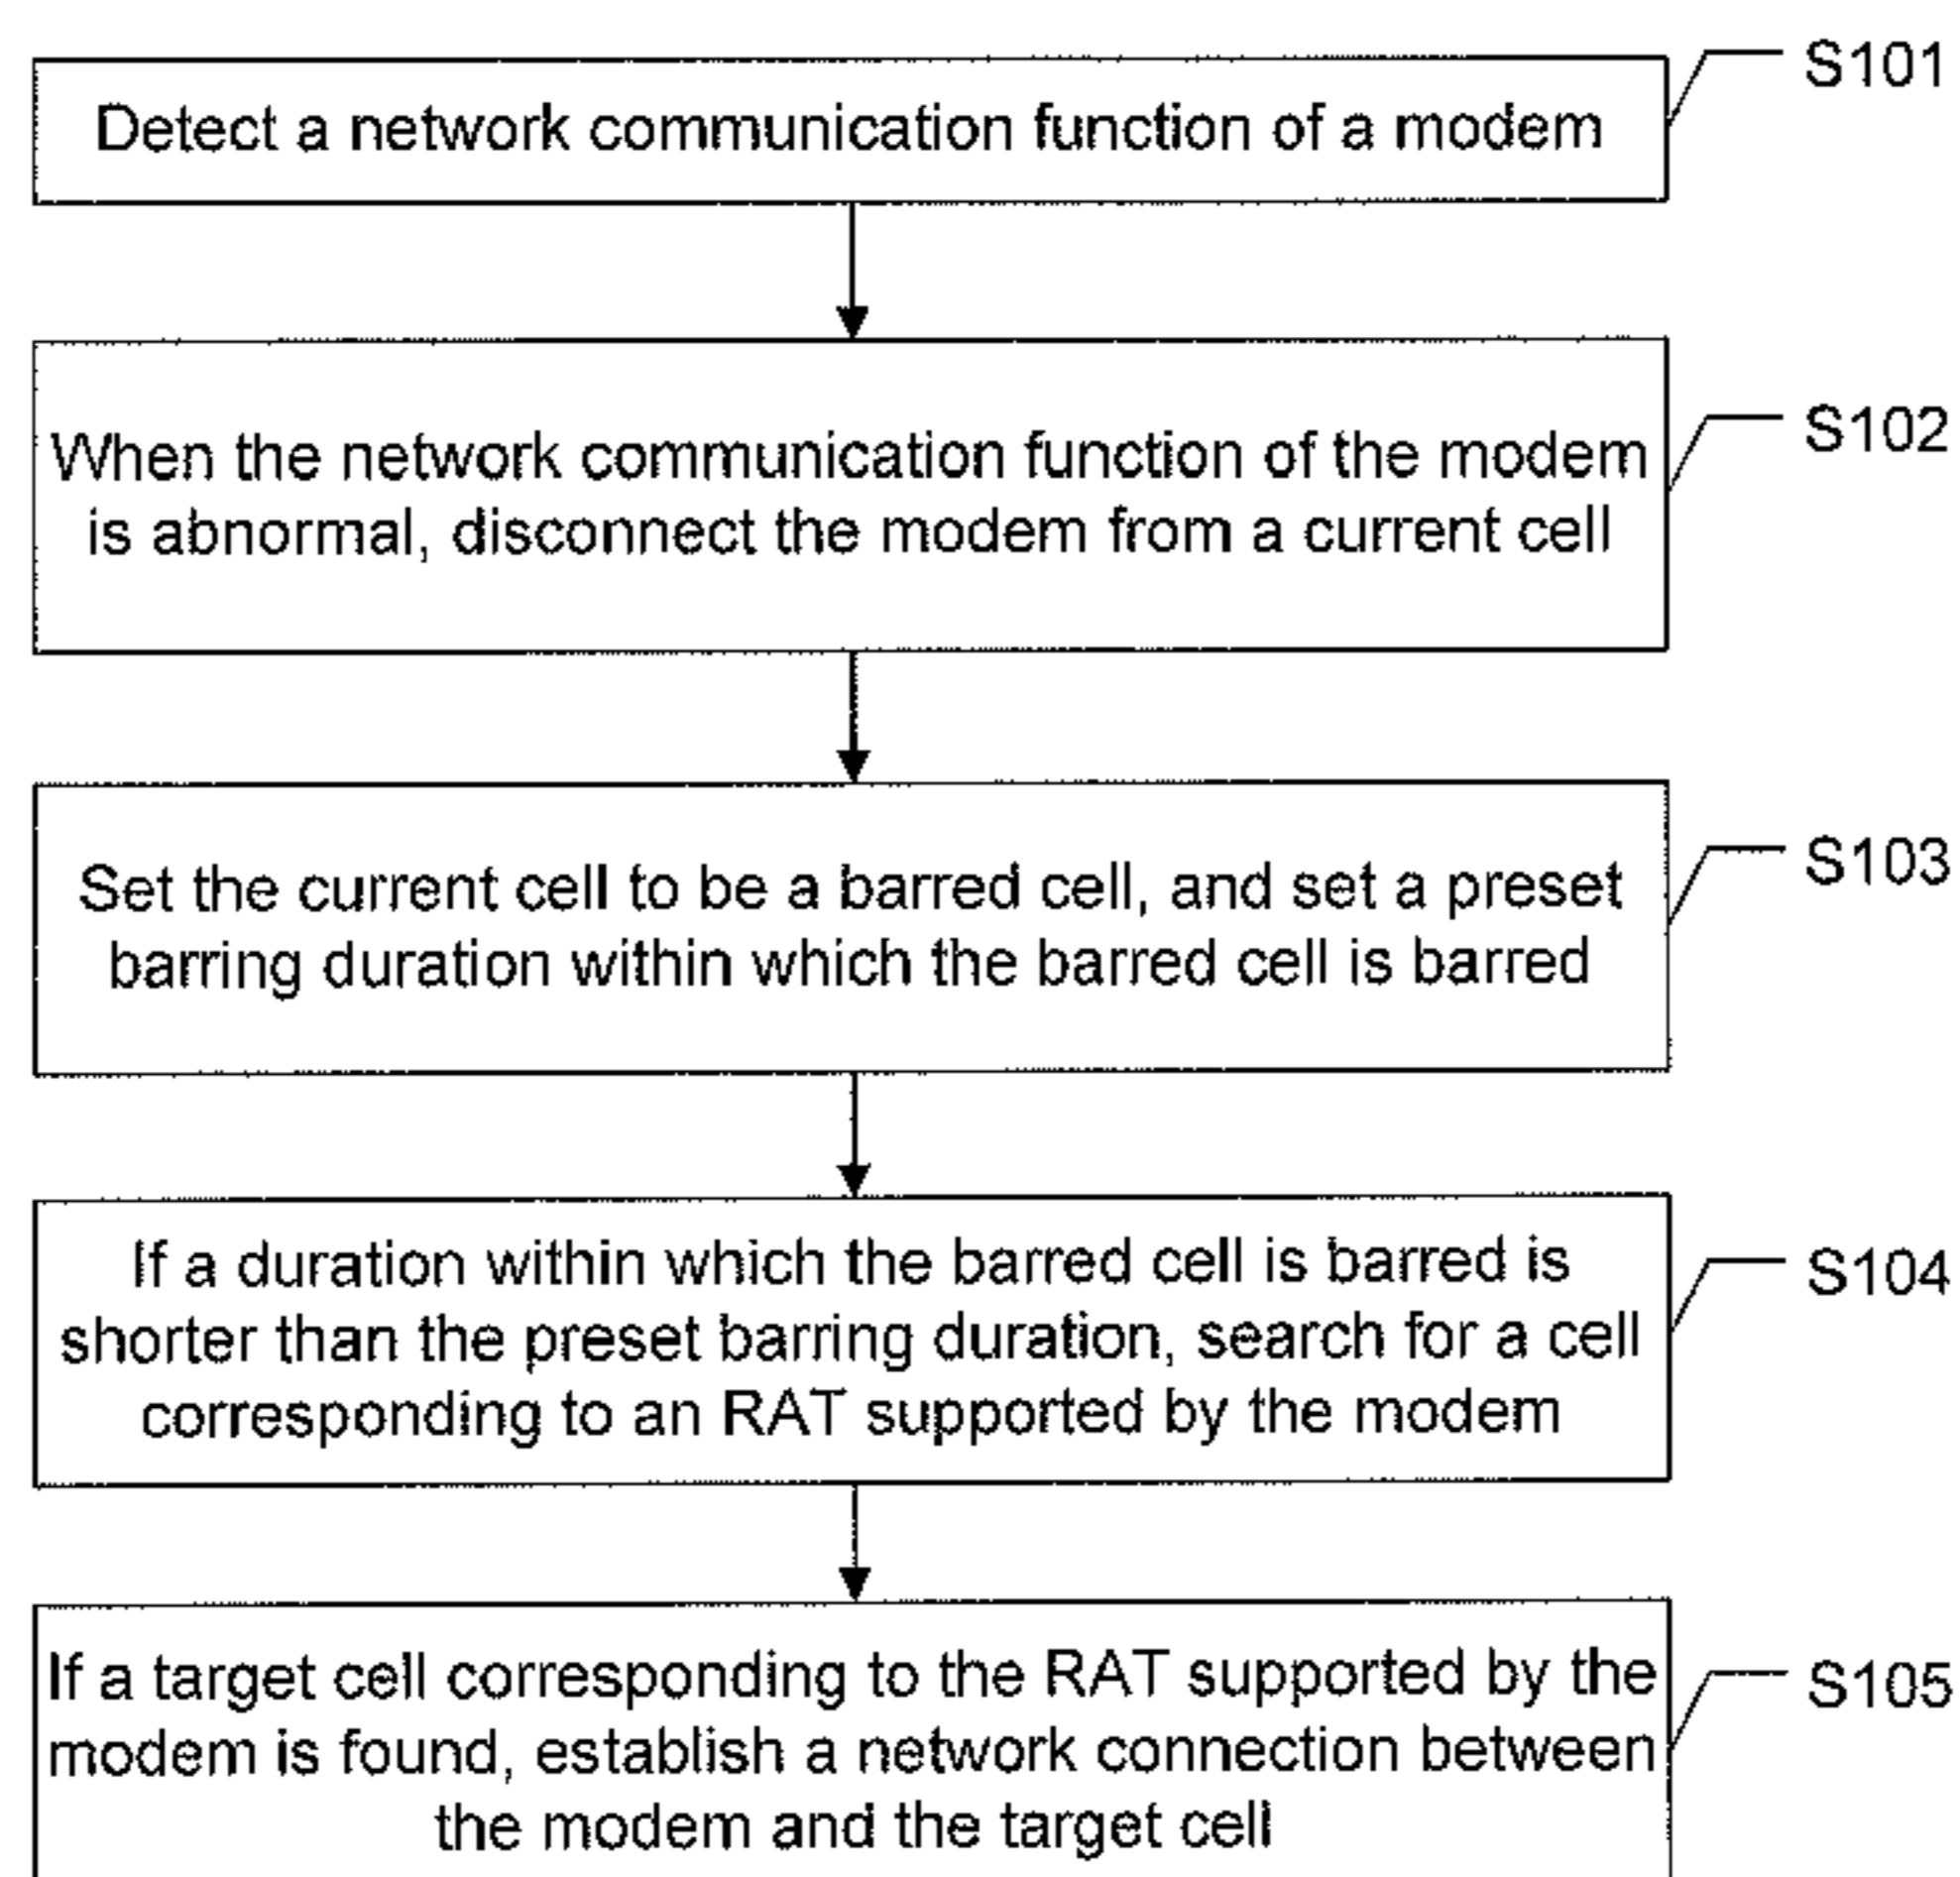 S101
Detect a network communication function of a modem
S102
When the network communication function of the modem
is abnormal, disconnect the modem from a current cell
S103
Set the current cell to be a barred cell, and set a preset
barring duration within which the barred cell is barred
S104
If a duration within which the barred cell is barred is
shorter than the preset barring duration, search for a cell
corresponding to an RAT supported by the modem
S105
If a target cell corresponding to the RAT supported by the
modem is found, establish a network connection between
the modem and the target cell